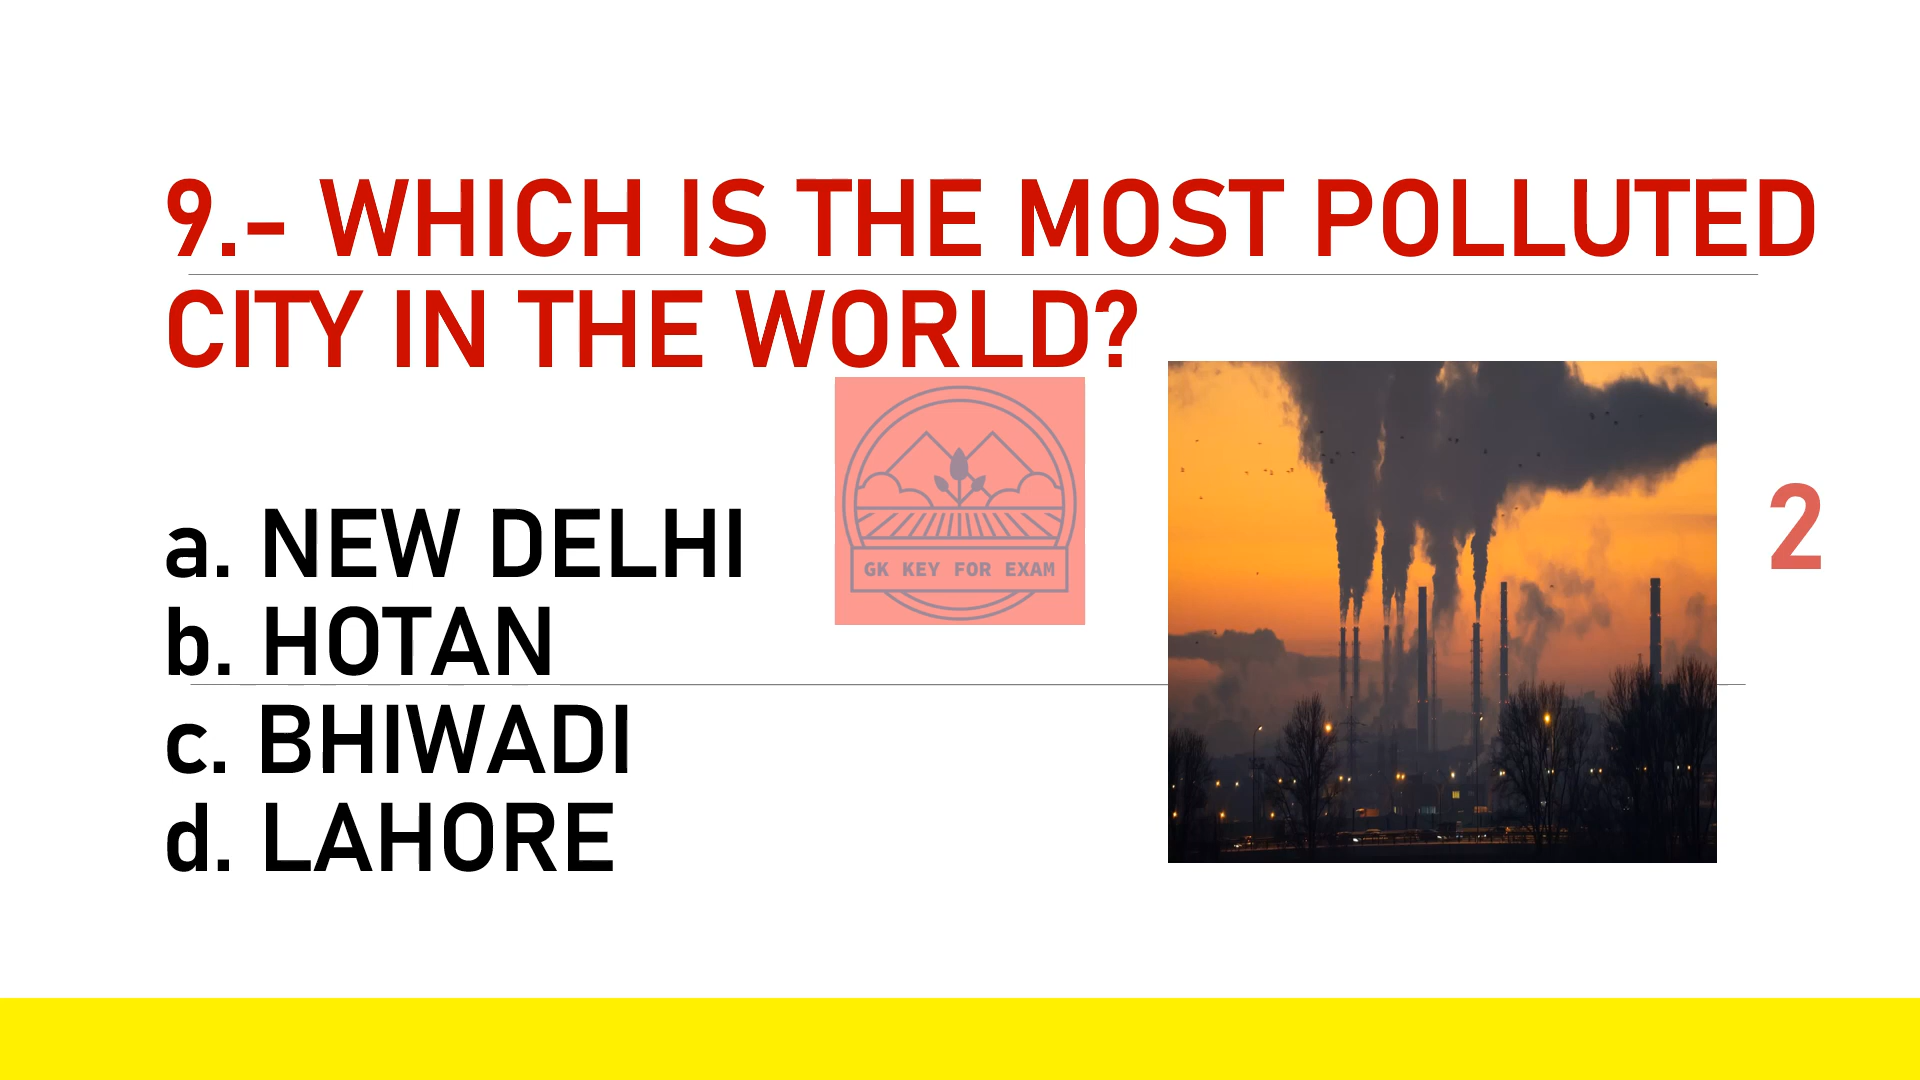 9.- WHICH IS THE MOST POLLUTED
CITY IN THE WORLD?
GK KEY FOR EXAM
a. NEW DELHI
b. HOTAN
c. BHIWADI
d. LAHORE
2